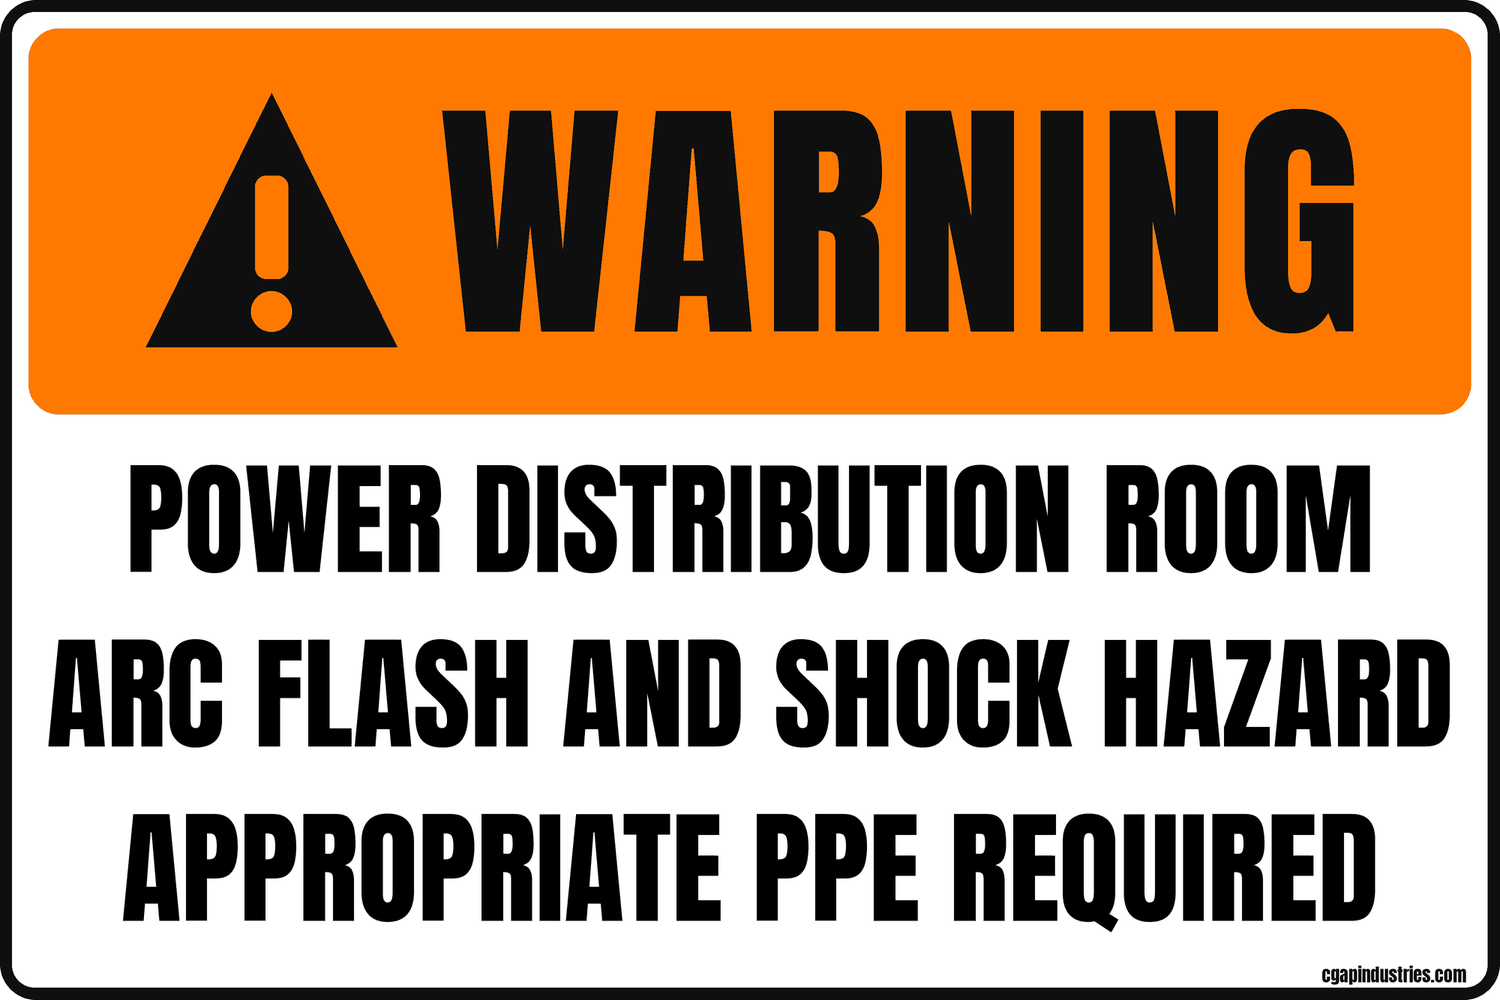 WARNING
POWER DISTRIBUTION ROOM
ARC FLASH AND SHOCK HAZARD
APPROPRIATE PPE REQUIRED
cgapindustries.com